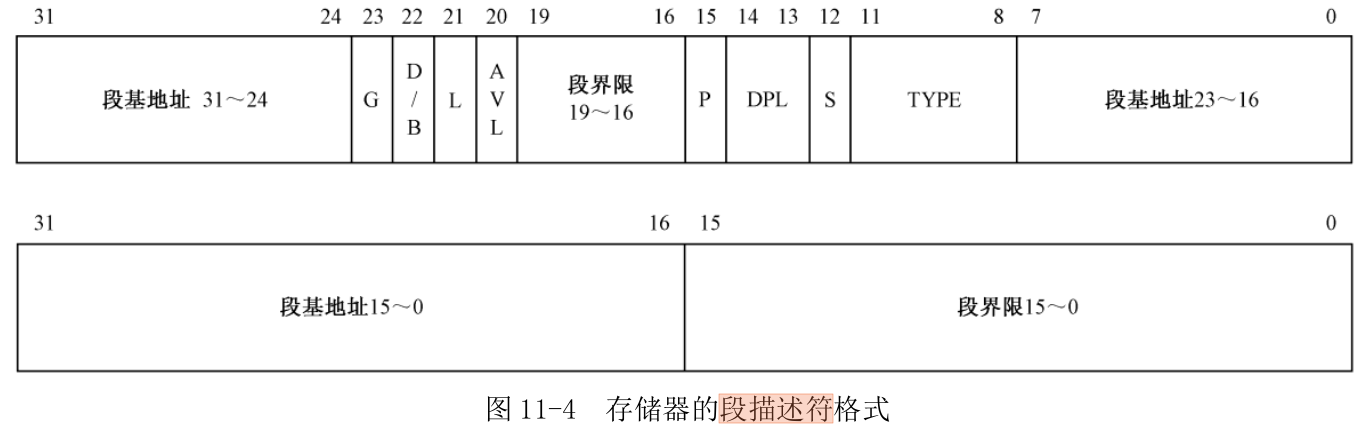 31 24 23 22 21 20 19 16 15 14 13 12 11 8 7 0
段基地址 31～24 G D/B L AVL 段界限 19～16 P DPL S TYPE 段基地址23～16
31 16 15 0
段基地址15～0 段界限15～0
图 11-4 存储器的段描述符格式